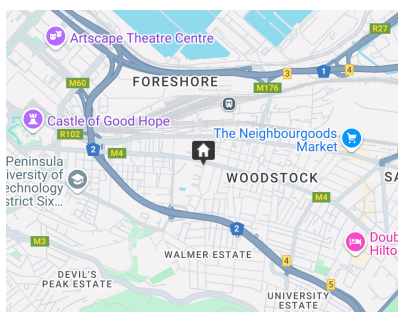 Artscape Theatre Centre
R27
M60
FORESHORE
3
1
4
M176
Castle of Good Hope
R102
The Neighbourgoods
Market
2
M4
Peninsula
iversity of
echnology
strict Six...
WOODSTOCK
SA
M4
M3
2
Doub
Hilto
WALMER ESTATE
4
DEVIL'S
PEAK ESTATE
5
UNIVERSITY
ESTATE